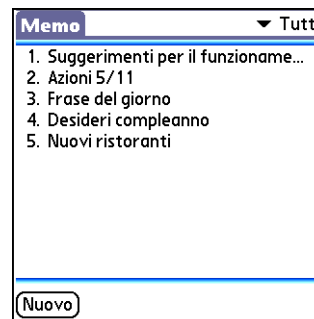 Memo ▼ Tutt
1. Suggerimenti per il funzioname...
2. Azioni 5/11
3. Frase del giorno
4. Desideri compleanno
5. Nuovi ristoranti
Nuovo